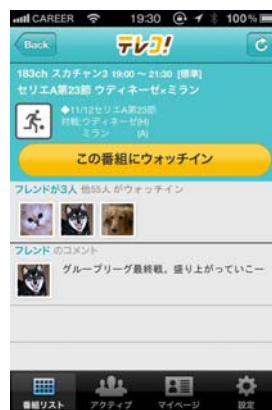 CAREER 19:30 100%
Back テレコ!
183ch スカチャン3 19:00 ~ 21:30 [標準]
セリエA第23節 ウディネーゼ×ミラン
◆11/12セリエA第23節
対戦:ウディネーゼ(H)
ミラン (A)
この番組にウォッチイン
フレンドが3人 他55人 がウォッチイン
フレンド のコメント
グループリーグ最終戦。盛り上がっていこー
番組リスト アクティブ マイページ 設定